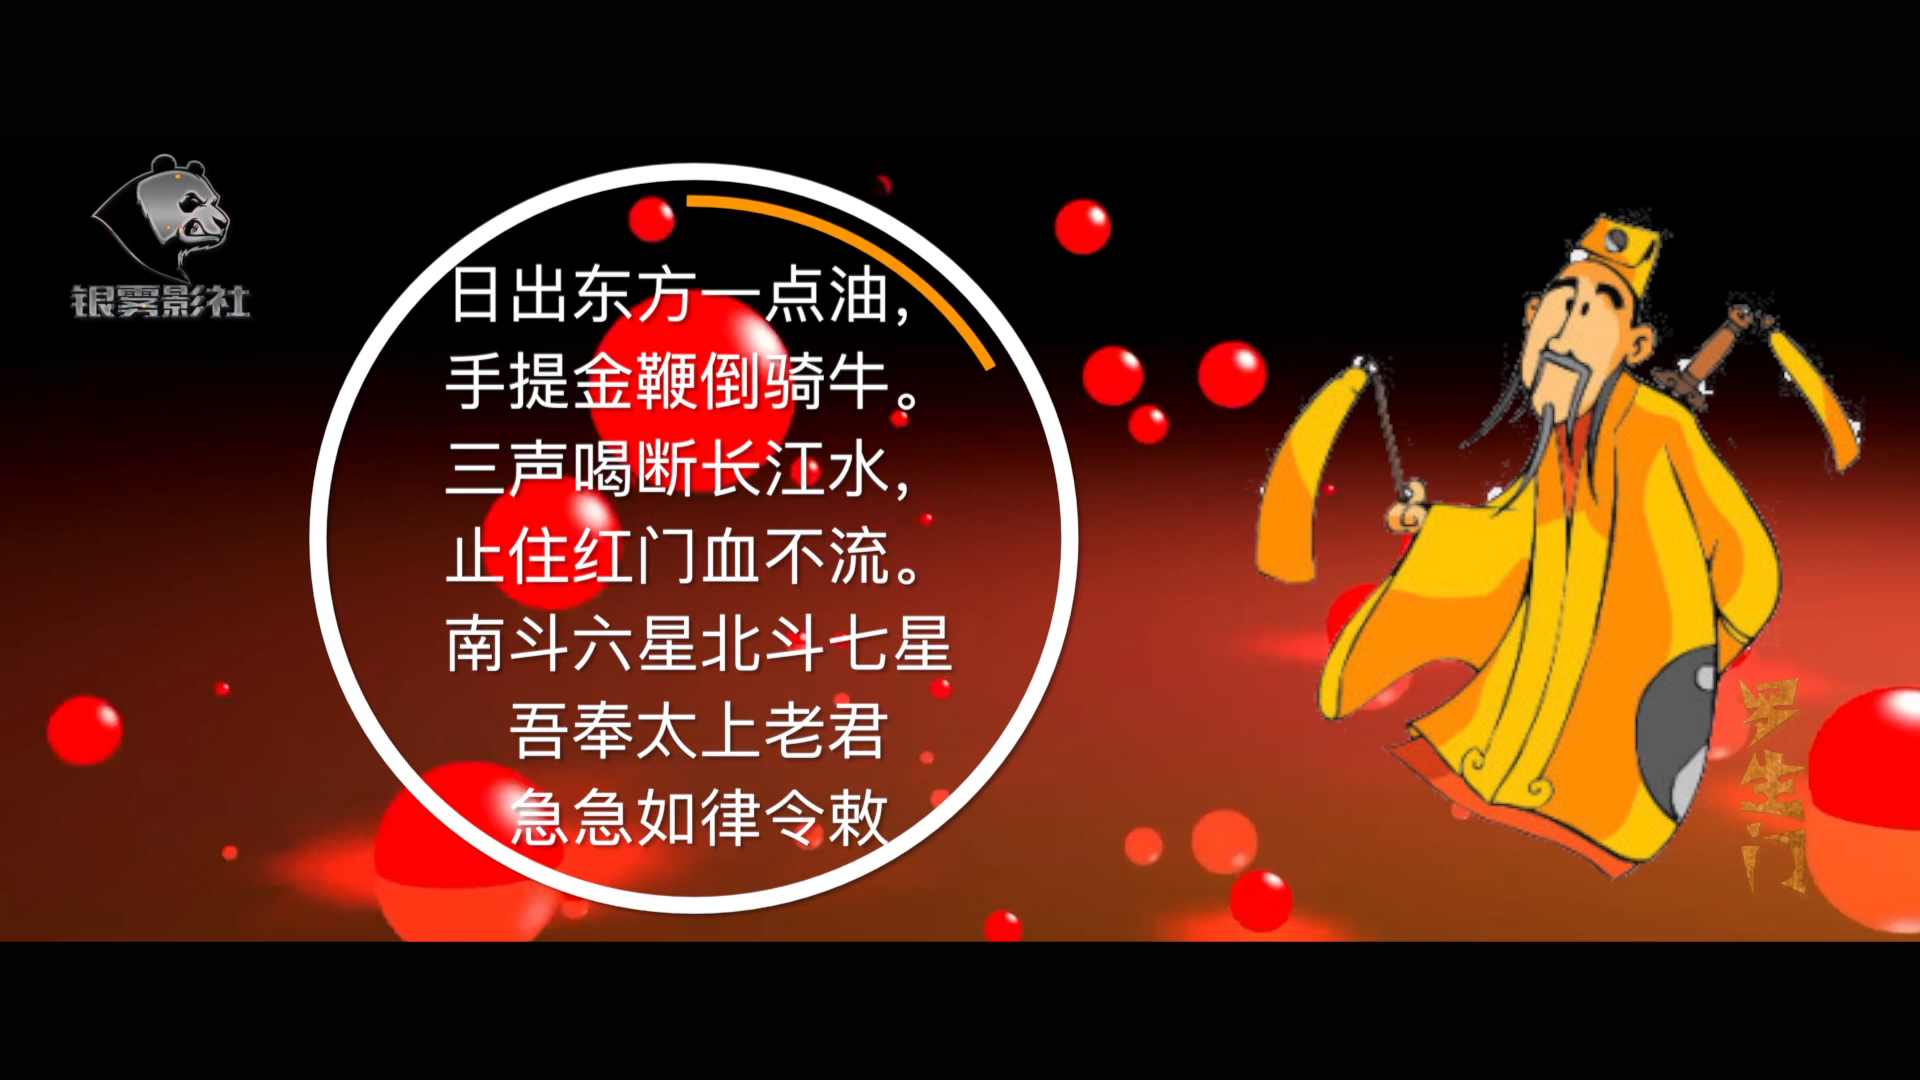 银雾影社
日出东方一点油，
手提金鞭倒骑牛。
三声喝断长江水，
止住红门血不流。
南斗六星北斗七星
吾奉太上老君
急急如律令敕
罗生门